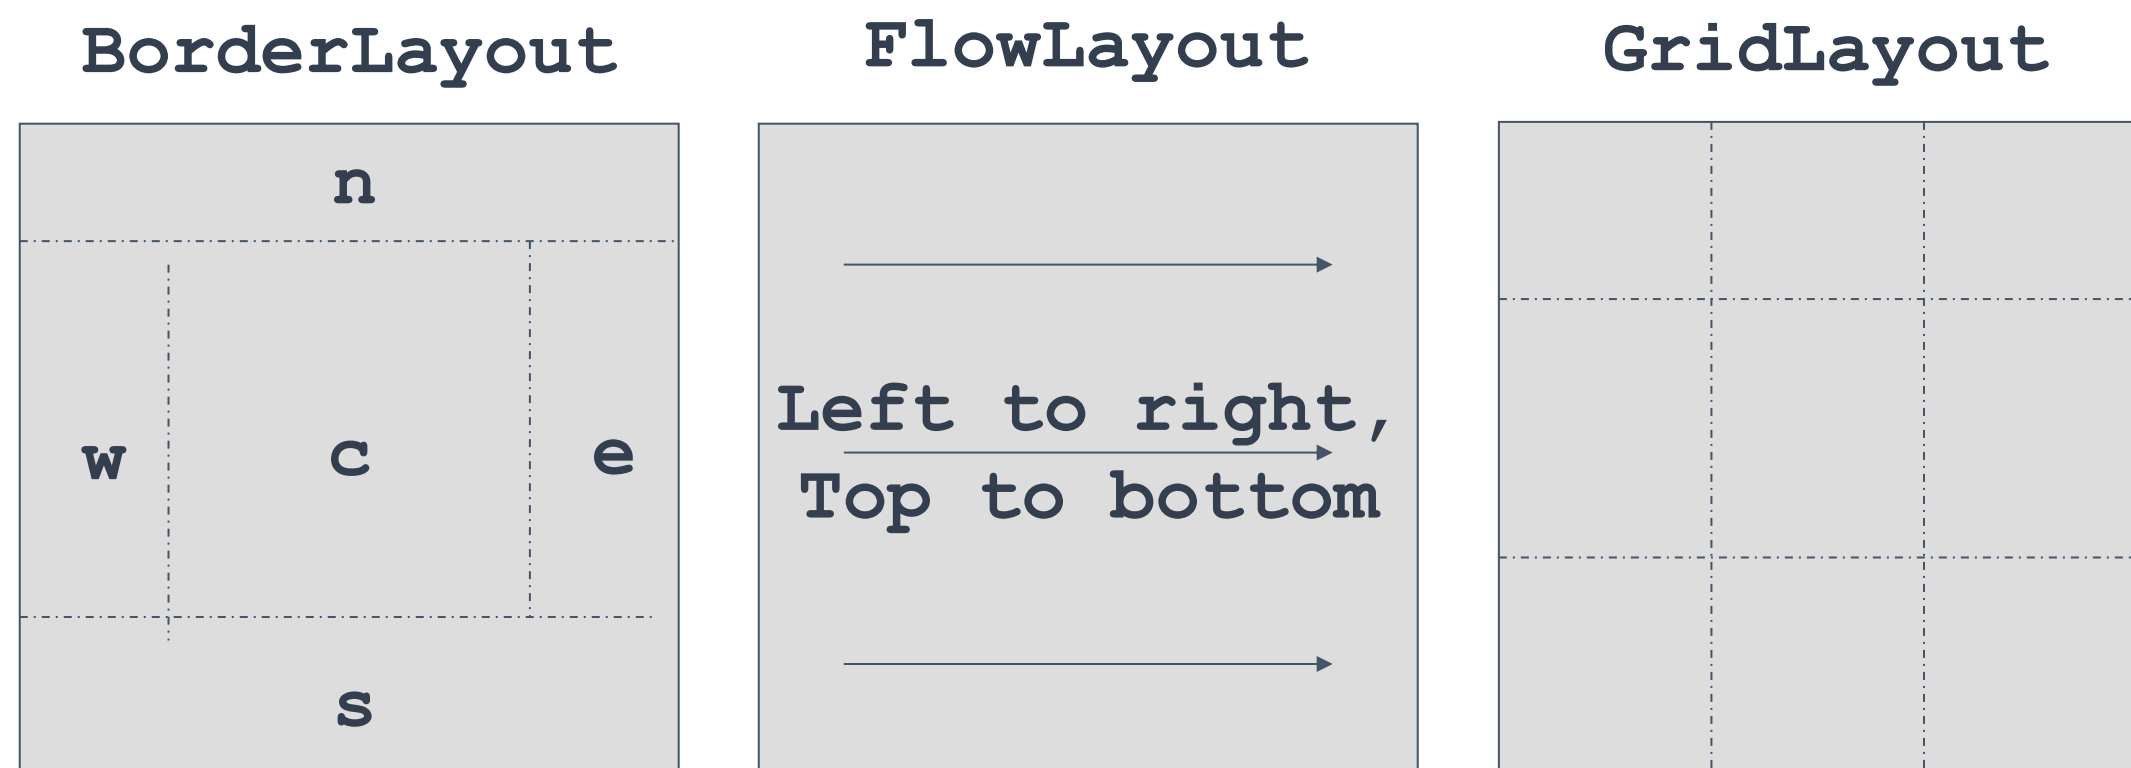 BorderLayout
FlowLayout
GridLayout
n
w
c
e
s
Left to right,
Top to bottom